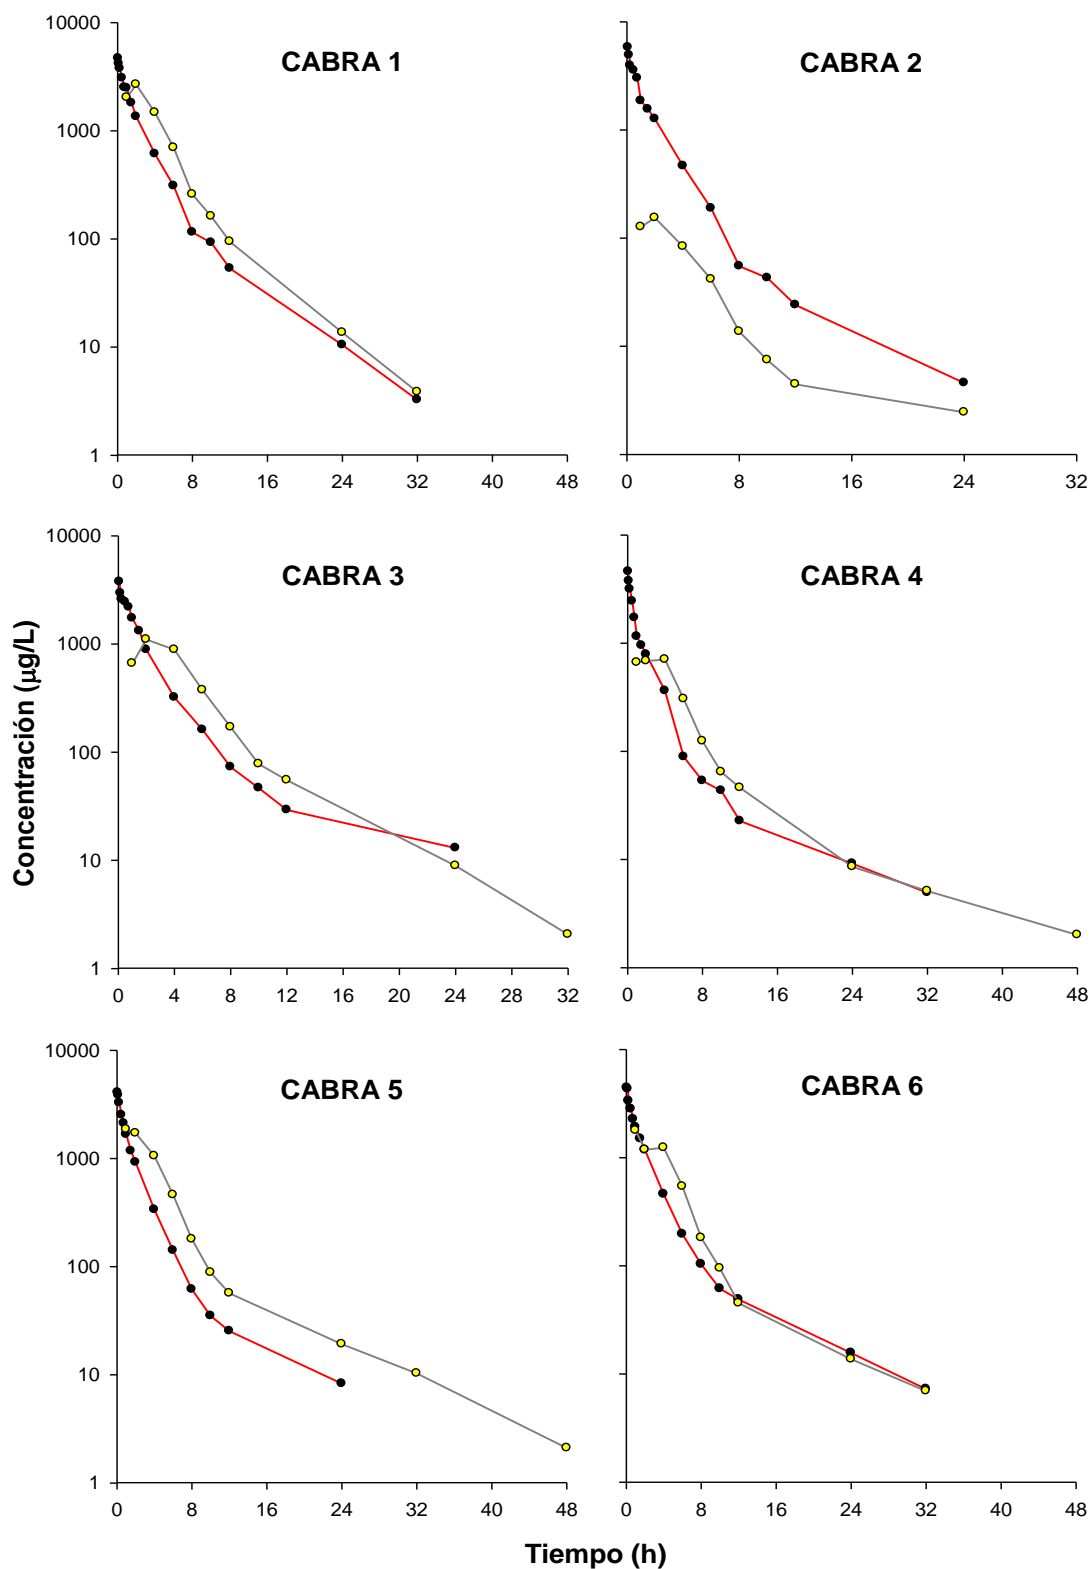 CABRA 1
CABRA 2
10000
1000
100
10
1
0 8 16 24 32 40 48
0 8 16 24 32
CABRA 3
CABRA 4
10000
1000
100
10
1
0 4 8 12 16 20 24 28 32
0 8 16 24 32 40 48
Concentración (µg/L)
CABRA 5
CABRA 6
10000
1000
100
10
1
0 8 16 24 32 40 48
0 8 16 24 32 40 48
Tiempo (h)